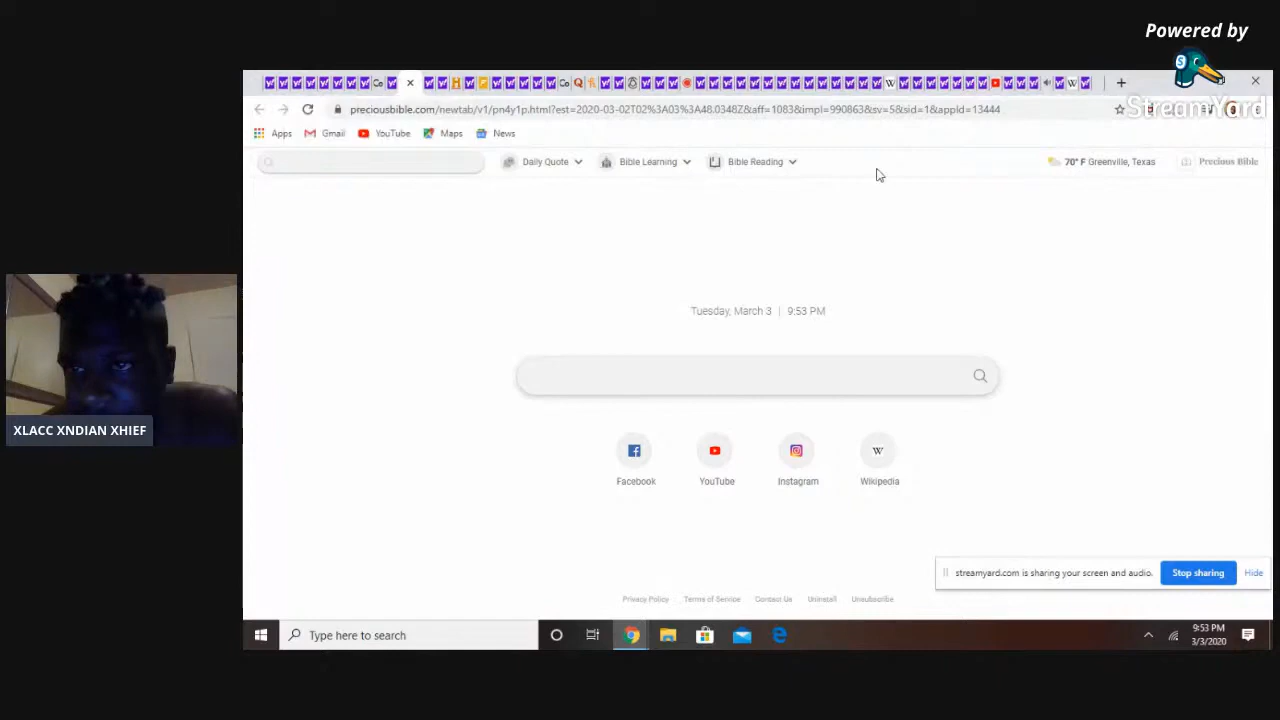 Powered by
StreamYard
preciousbible.com/newtab/v1/pn4y1p.html?est=2020-03-02T02%3A03%3A48.0348Z&aff=1083&impl=990863&sv=5&sid=1&appId=13444
Apps Gmail YouTube Maps News
Daily Quote Bible Learning Bible Reading 70° F Greenville, Texas Precious Bible
Tuesday, March 3 | 9:53 PM
XLACC XNDIAN XHIEF
Facebook YouTube Instagram Wikipedia
streamyard.com is sharing your screen and audio. Stop sharing Hide
Privacy Policy Terms of Service Contact Us Uninstall Unsubscribe
Type here to search
9:53 PM
3/3/2020